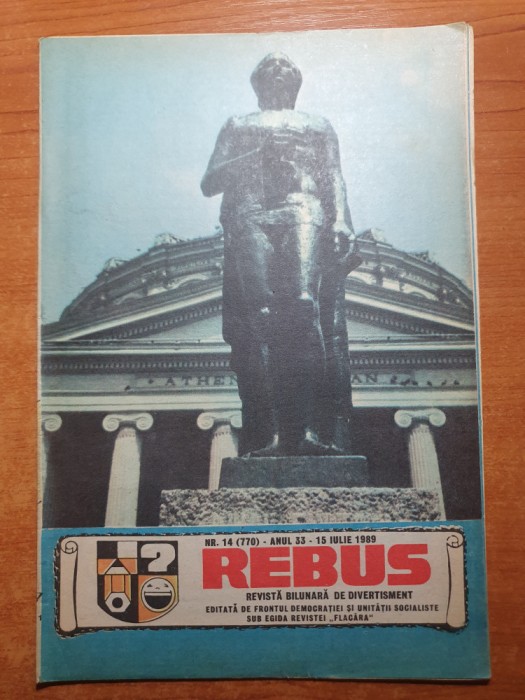 ATHEN AN
NR. 14 (770) - ANUL 33 - 15 IULIE 1989
!?
REBUS
REVISTĂ BILUNARĂ DE DIVERTISMENT
EDITATĂ DE FRONTUL DEMOCRAȚIEI ȘI UNITĂȚII SOCIALISTE
SUB EGIDA REVISTEI „FLACĂRA"